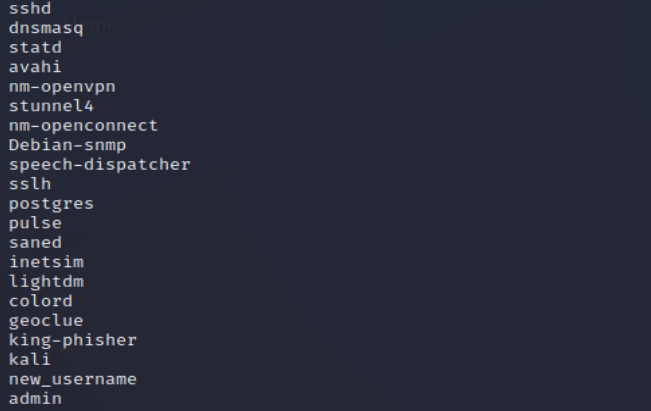 sshd
dnsmasq
statd
avahi
nm-openvpn
stunnel4
nm-openconnect
Debian-snmp
speech-dispatcher
sslh
postgres
pulse
saned
inetsim
lightdm
colord
geoclue
king-phisher
kali
new_username
admin